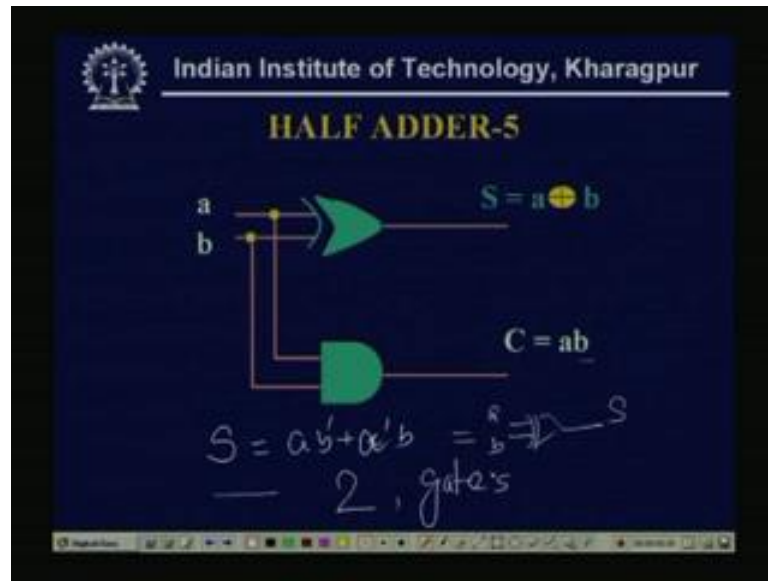 Indian Institute of Technology, Kharagpur
HALF ADDER-5
a
S = a ⊕ b
b
C = ab
S = ab' + a'b = a b S
2, gates